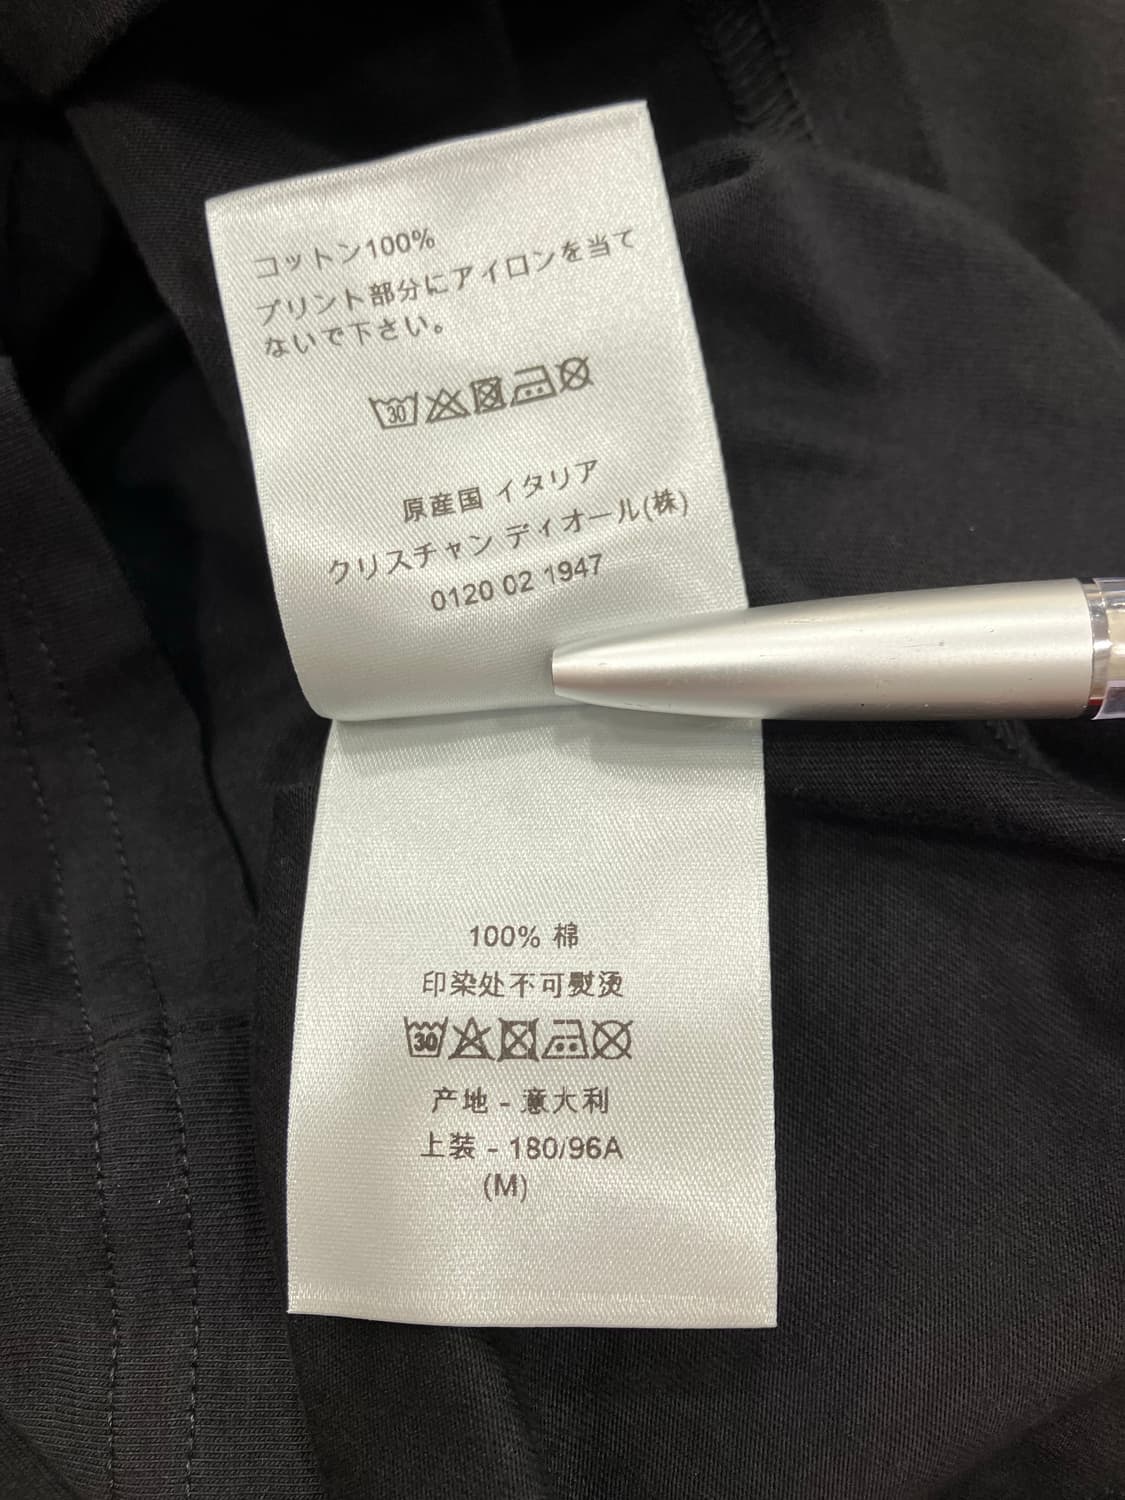 コットン100%
プリント部分にアイロンを当て
ないで下さい。
30
原産国 イタリア
クリスチャン ディオール(株)
0120 02 1947
100% 棉
印染处不可熨烫
30
产地 - 意大利
上装 - 180/96A
(M)